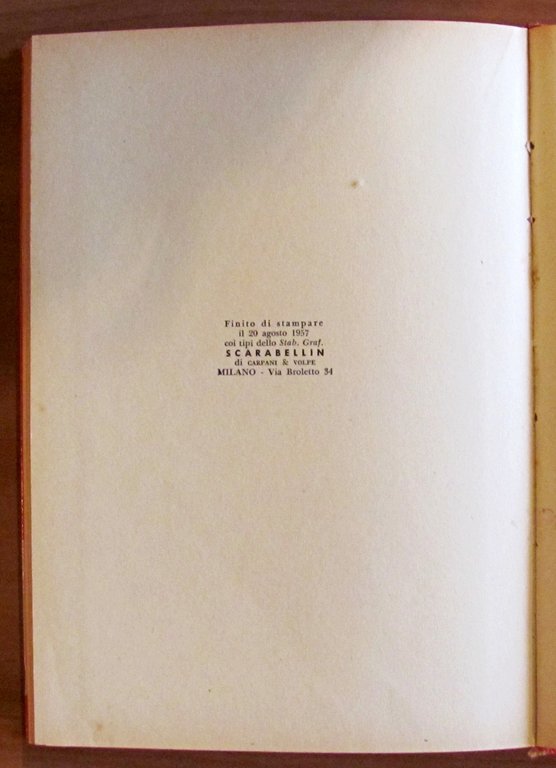 Finito di stampare
il 20 agosto 1957
coi tipi dello Stab. Graf.
SCARABELLIN
di CARPANI & VOLPE
MILANO - Via Broletto 34